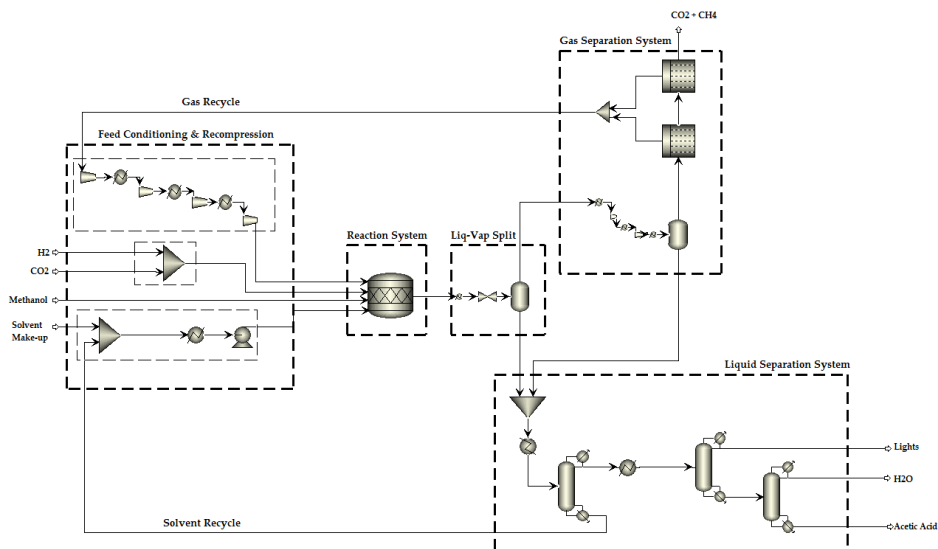 CO2 + CH4
Gas Separation System
Gas Recycle
Feed Conditioning & Recompression
Reaction System
Liq-Vap Split
H2
CO2
Methanol
Solvent
Make-up
Liquid Separation System
Lights
H2O
Solvent Recycle
Acetic Acid